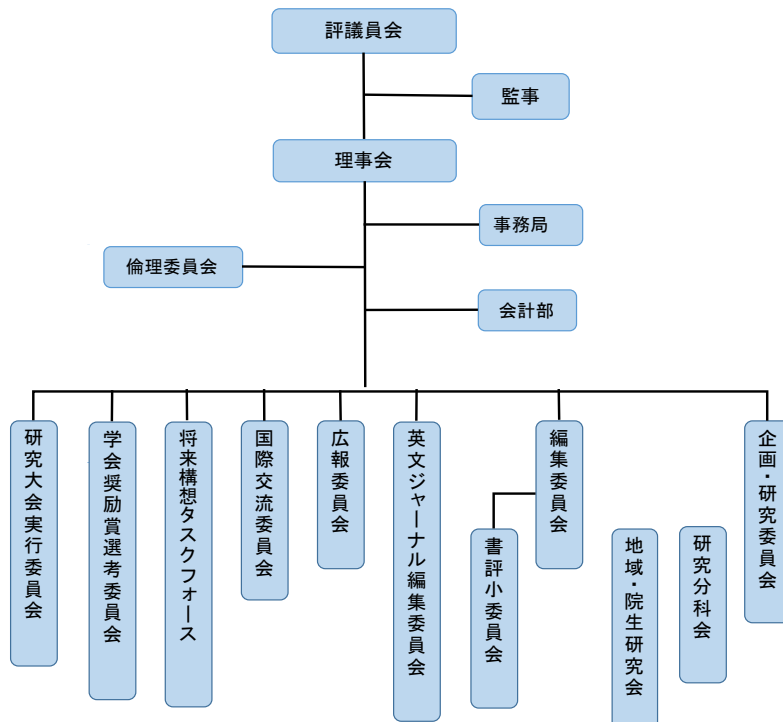 評議員会
監事
理事会
事務局
倫理委員会
会計部
研究大会実行委員会
学会奨励賞選考委員会
将来構想タスクフォース
国際交流委員会
広報委員会
英文ジャーナル編集委員会
編集委員会
書評小委員会
地域・院生研究会
研究分科会
企画・研究委員会